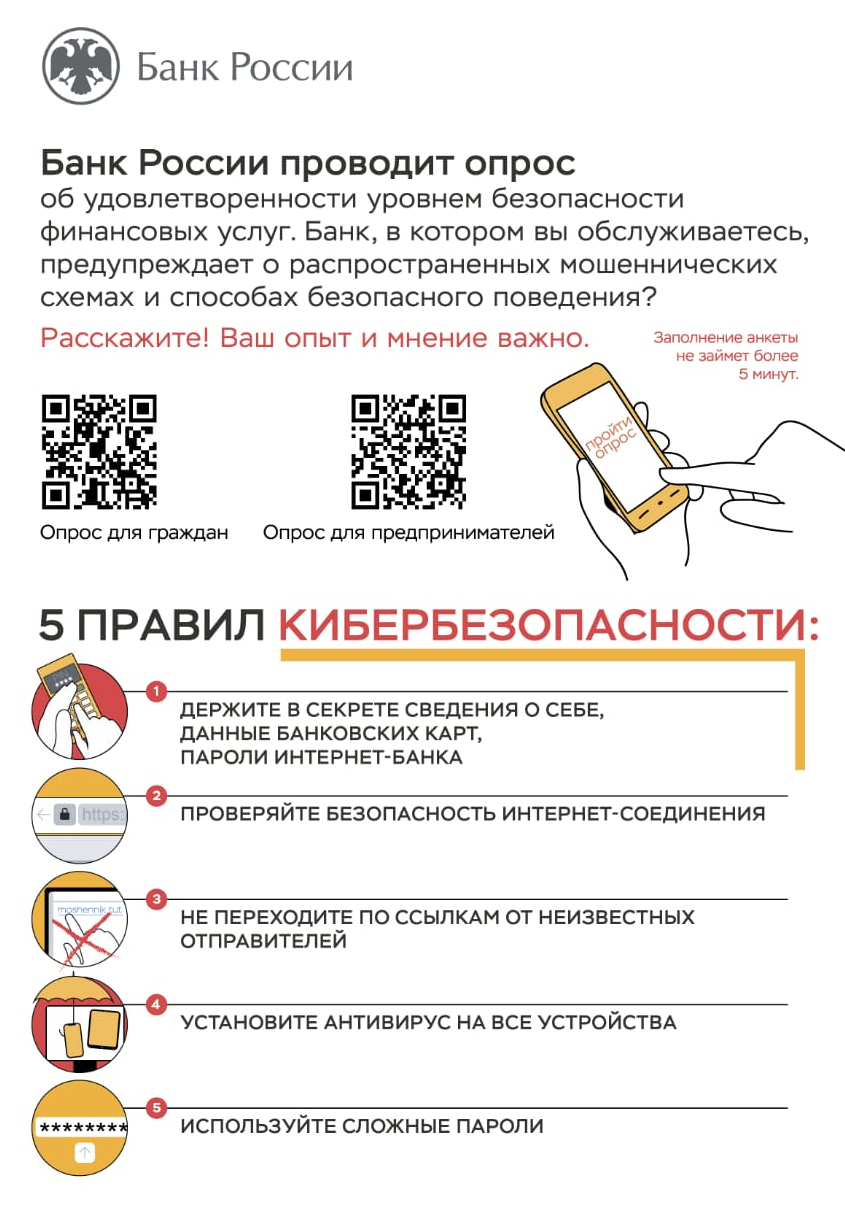 Банк России
Банк России проводит опрос
об удовлетворенности уровнем безопасности
финансовых услуг. Банк, в котором вы обслуживаетесь,
предупреждает о распространенных мошеннических
схемах и способах безопасного поведения?
Расскажите! Ваш опыт и мнение важно.
Заполнение анкеты
не займет более
5 минут.
пройти
опрос
Опрос для граждан
Опрос для предпринимателей
5 ПРАВИЛ КИБЕРБЕЗОПАСНОСТИ:
1
ДЕРЖИТЕ В СЕКРЕТЕ СВЕДЕНИЯ О СЕБЕ,
ДАННЫЕ БАНКОВСКИХ КАРТ,
ПАРОЛИ ИНТЕРНЕТ-БАНКА
2
https:
ПРОВЕРЯЙТЕ БЕЗОПАСНОСТЬ ИНТЕРНЕТ-СОЕДИНЕНИЯ
3
moshennik.tut
НЕ ПЕРЕХОДИТЕ ПО ССЫЛКАМ ОТ НЕИЗВЕСТНЫХ
ОТПРАВИТЕЛЕЙ
4
УСТАНОВИТЕ АНТИВИРУС НА ВСЕ УСТРОЙСТВА
5
********
ИСПОЛЬЗУЙТЕ СЛОЖНЫЕ ПАРОЛИ